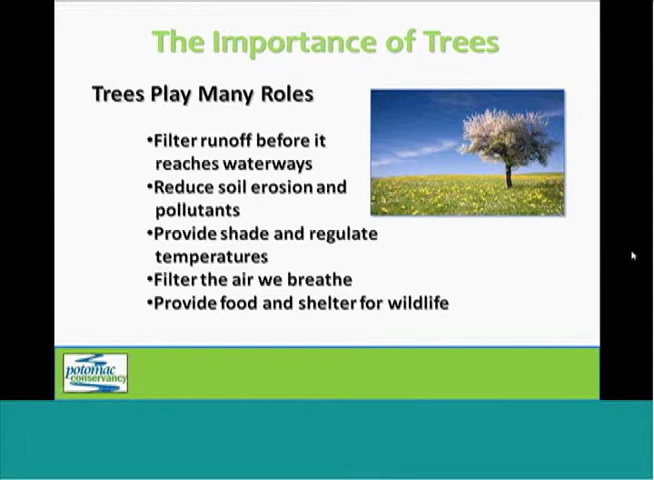 The Importance of Trees
Trees Play Many Roles
•Filter runoff before it
reaches waterways
•Reduce soil erosion and
pollutants
•Provide shade and regulate
temperatures
•Filter the air we breathe
•Provide food and shelter for wildlife
potomac
conservancy